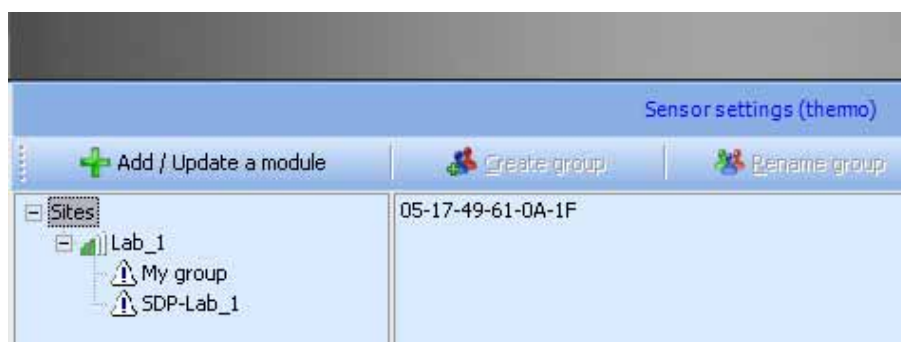 Sensor settings (thermo)
Add / Update a module
Create group
Rename group
Sites
05-17-49-61-0A-1F
Lab_1
My group
SDP-Lab_1